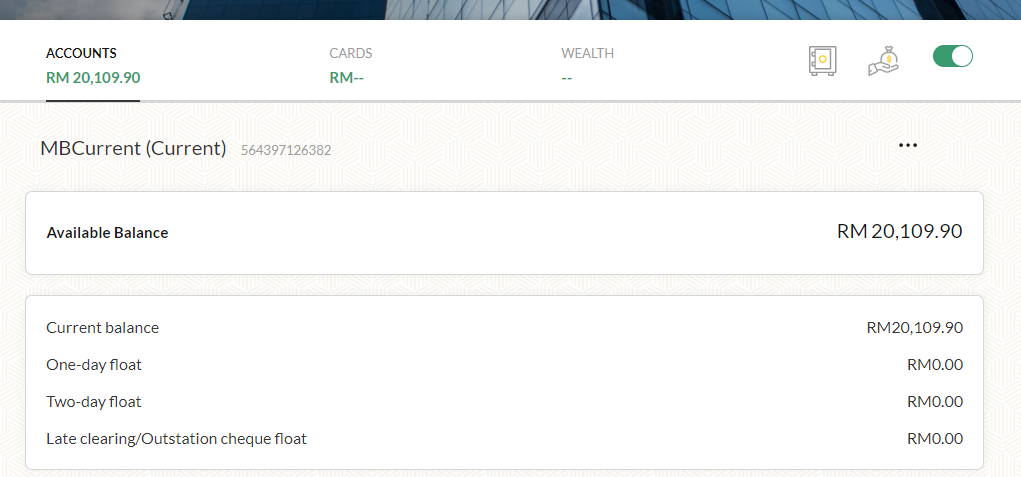 ACCOUNTS CARDS WEALTH
RM 20,109.90 RM-- --
MBCurrent (Current) 564397126382
Available Balance RM 20,109.90
Current balance RM20,109.90
One-day float RM0.00
Two-day float RM0.00
Late clearing/Outstation cheque float RM0.00